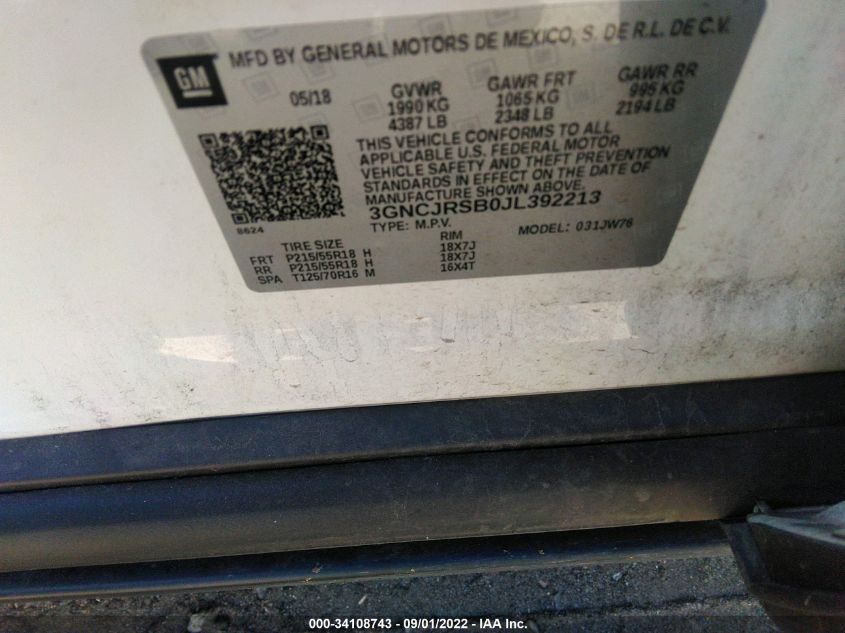 GM
MFD BY GENERAL MOTORS DE MEXICO, S. DE R.L. DE C.V.
05/18 GVWR GAWR FRT GAWR RR
1990 KG 1065 KG 995 KG
4387 LB 2348 LB 2194 LB
THIS VEHICLE CONFORMS TO ALL
APPLICABLE U.S. FEDERAL MOTOR
VEHICLE SAFETY AND THEFT PREVENTION
STANDARDS IN EFFECT ON THE DATE OF
MANUFACTURE SHOWN ABOVE.
3GNCJRSB0JL392213
8624 TYPE: M.P.V. MODEL: 031JW76
TIRE SIZE RIM
FRT P215/55R18 H 18X7J
RR P215/55R18 H 18X7J
SPA T125/70R16 M 16X4T
000-34108743 - 09/01/2022 - IAA Inc.